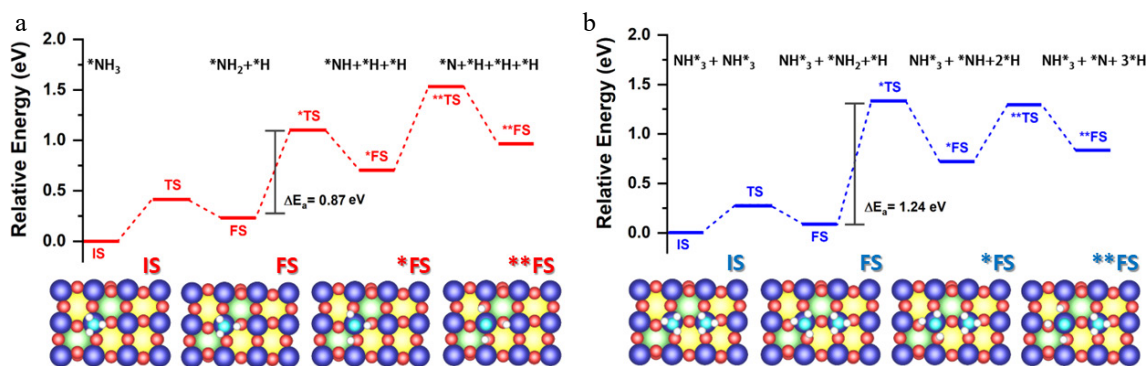 a
2.0
1.5
1.0
0.5
0.0
Relative Energy (eV)
*NH₃
*NH₂+*H
*NH+*H+*H
*N+*H+*H+*H
IS
TS
FS
*TS
*FS
**TS
**FS
ΔEₐ= 0.87 eV
IS
FS
*FS
**FS
b
2.0
1.5
1.0
0.5
0.0
Relative Energy (eV)
NH*₃ + NH*₃
NH*₃ + *NH₂+*H
NH*₃ + *NH+2*H
NH*₃ + *N+ 3*H
IS
TS
FS
*TS
*FS
**TS
**FS
ΔEₐ= 1.24 eV
IS
FS
*FS
**FS